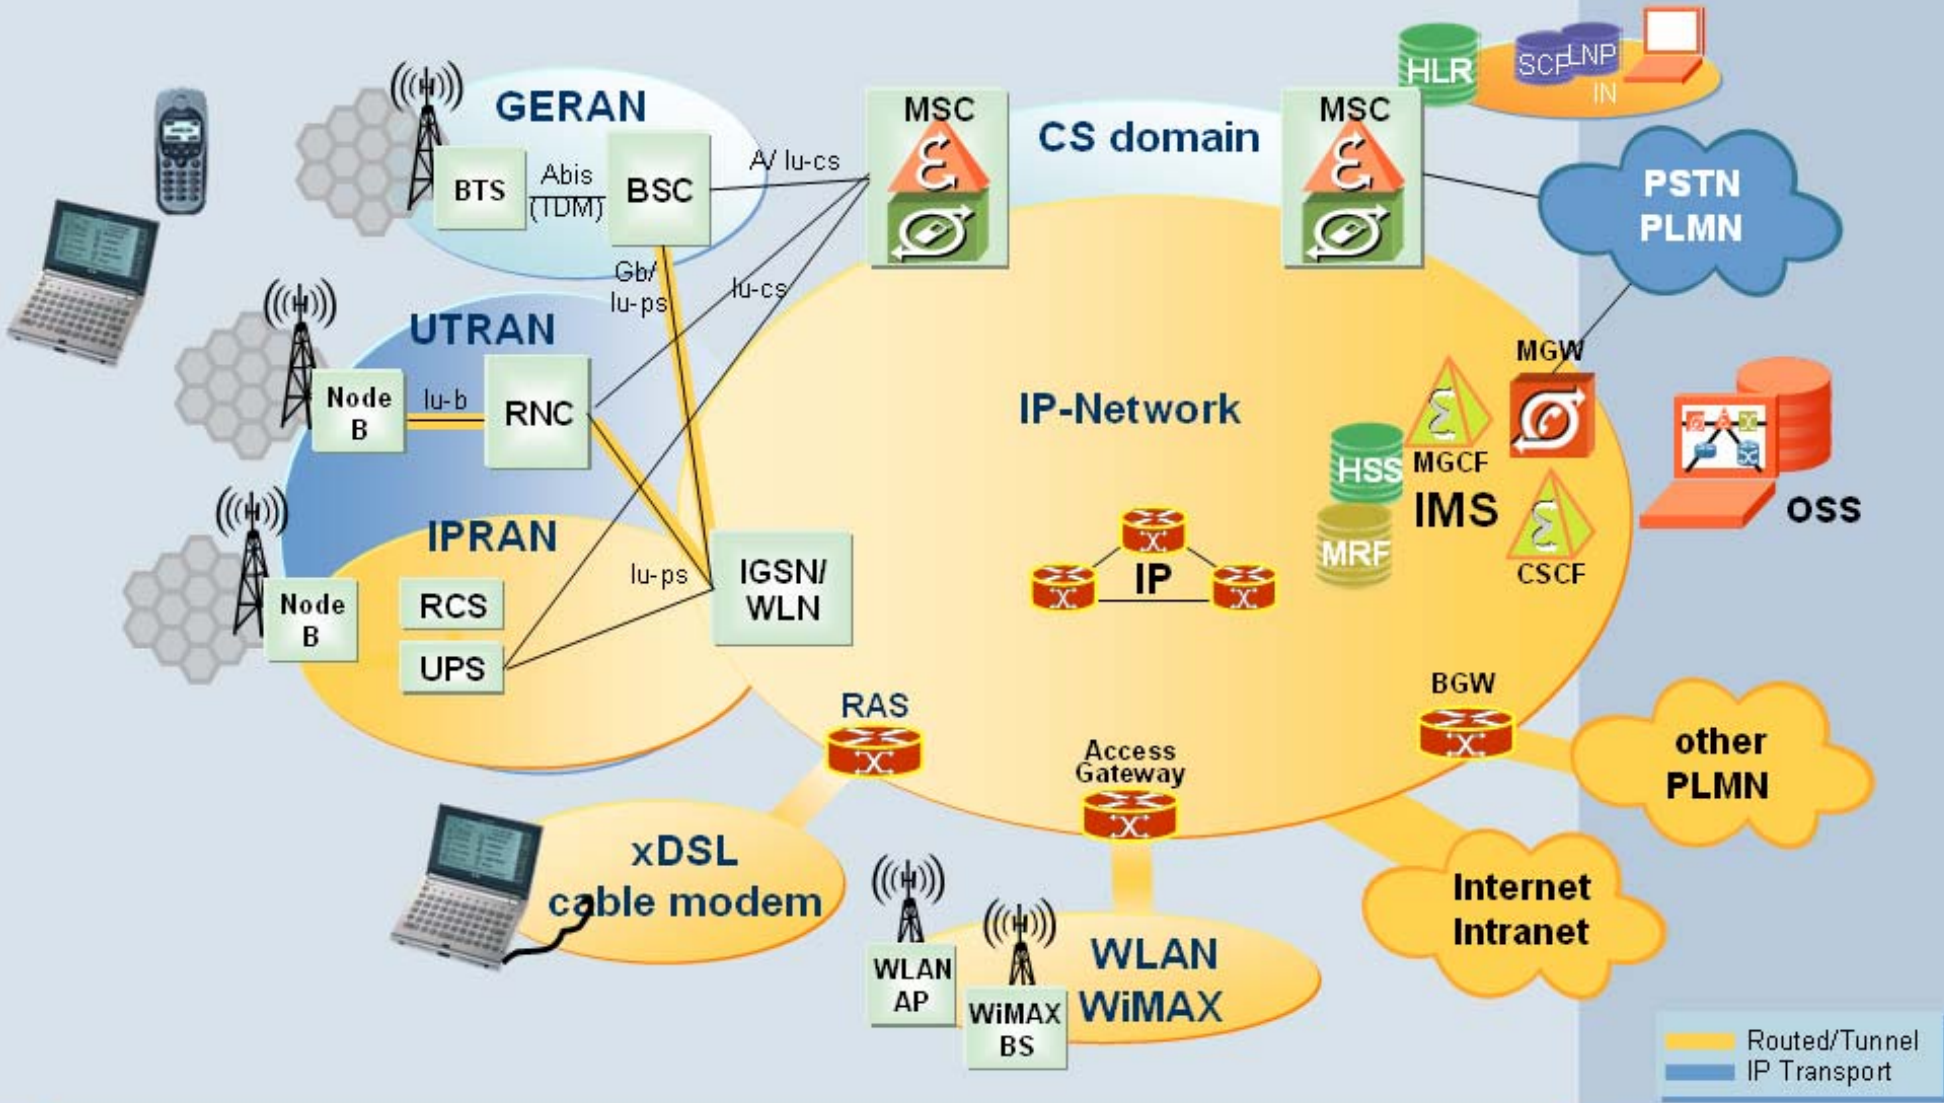 HLR
SCP
LNP
IN
GERAN
BTS
Abis
(TDM)
BSC
A/ Iu-cs
MSC
CS domain
MSC
PSTN
PLMN
Gb/
Iu-ps
Iu-cs
UTRAN
Node
B
Iu-b
RNC
IP-Network
MGW
HSS
MGCF
IMS
MRF
CSCF
OSS
IPRAN
Node
B
RCS
UPS
Iu-ps
IGSN/
WLN
IP
RAS
Access
Gateway
BGW
other
PLMN
xDSL
cable modem
Internet
Intranet
WLAN
AP
WiMAX
BS
WLAN
WiMAX
Routed/Tunnel
IP Transport